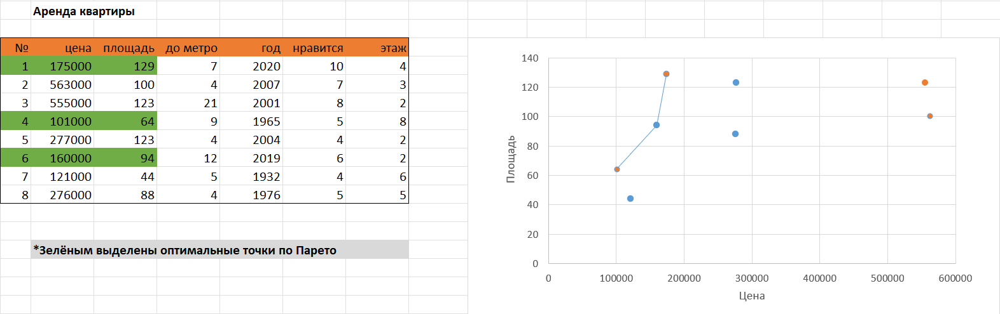 Аренда квартиры
№ цена площадь до метро год нравится этаж
1 175000 129 7 2020 10 4
2 563000 100 4 2007 7 3
3 555000 123 21 2001 8 2
4 101000 64 9 1965 5 8
5 277000 123 4 2004 4 2
6 160000 94 12 2019 6 2
7 121000 44 5 1932 4 6
8 276000 88 4 1976 5 5
*Зелёным выделены оптимальные точки по Парето
Площадь
140
120
100
80
60
40
20
0
0 100000 200000 300000 400000 500000 600000
Цена